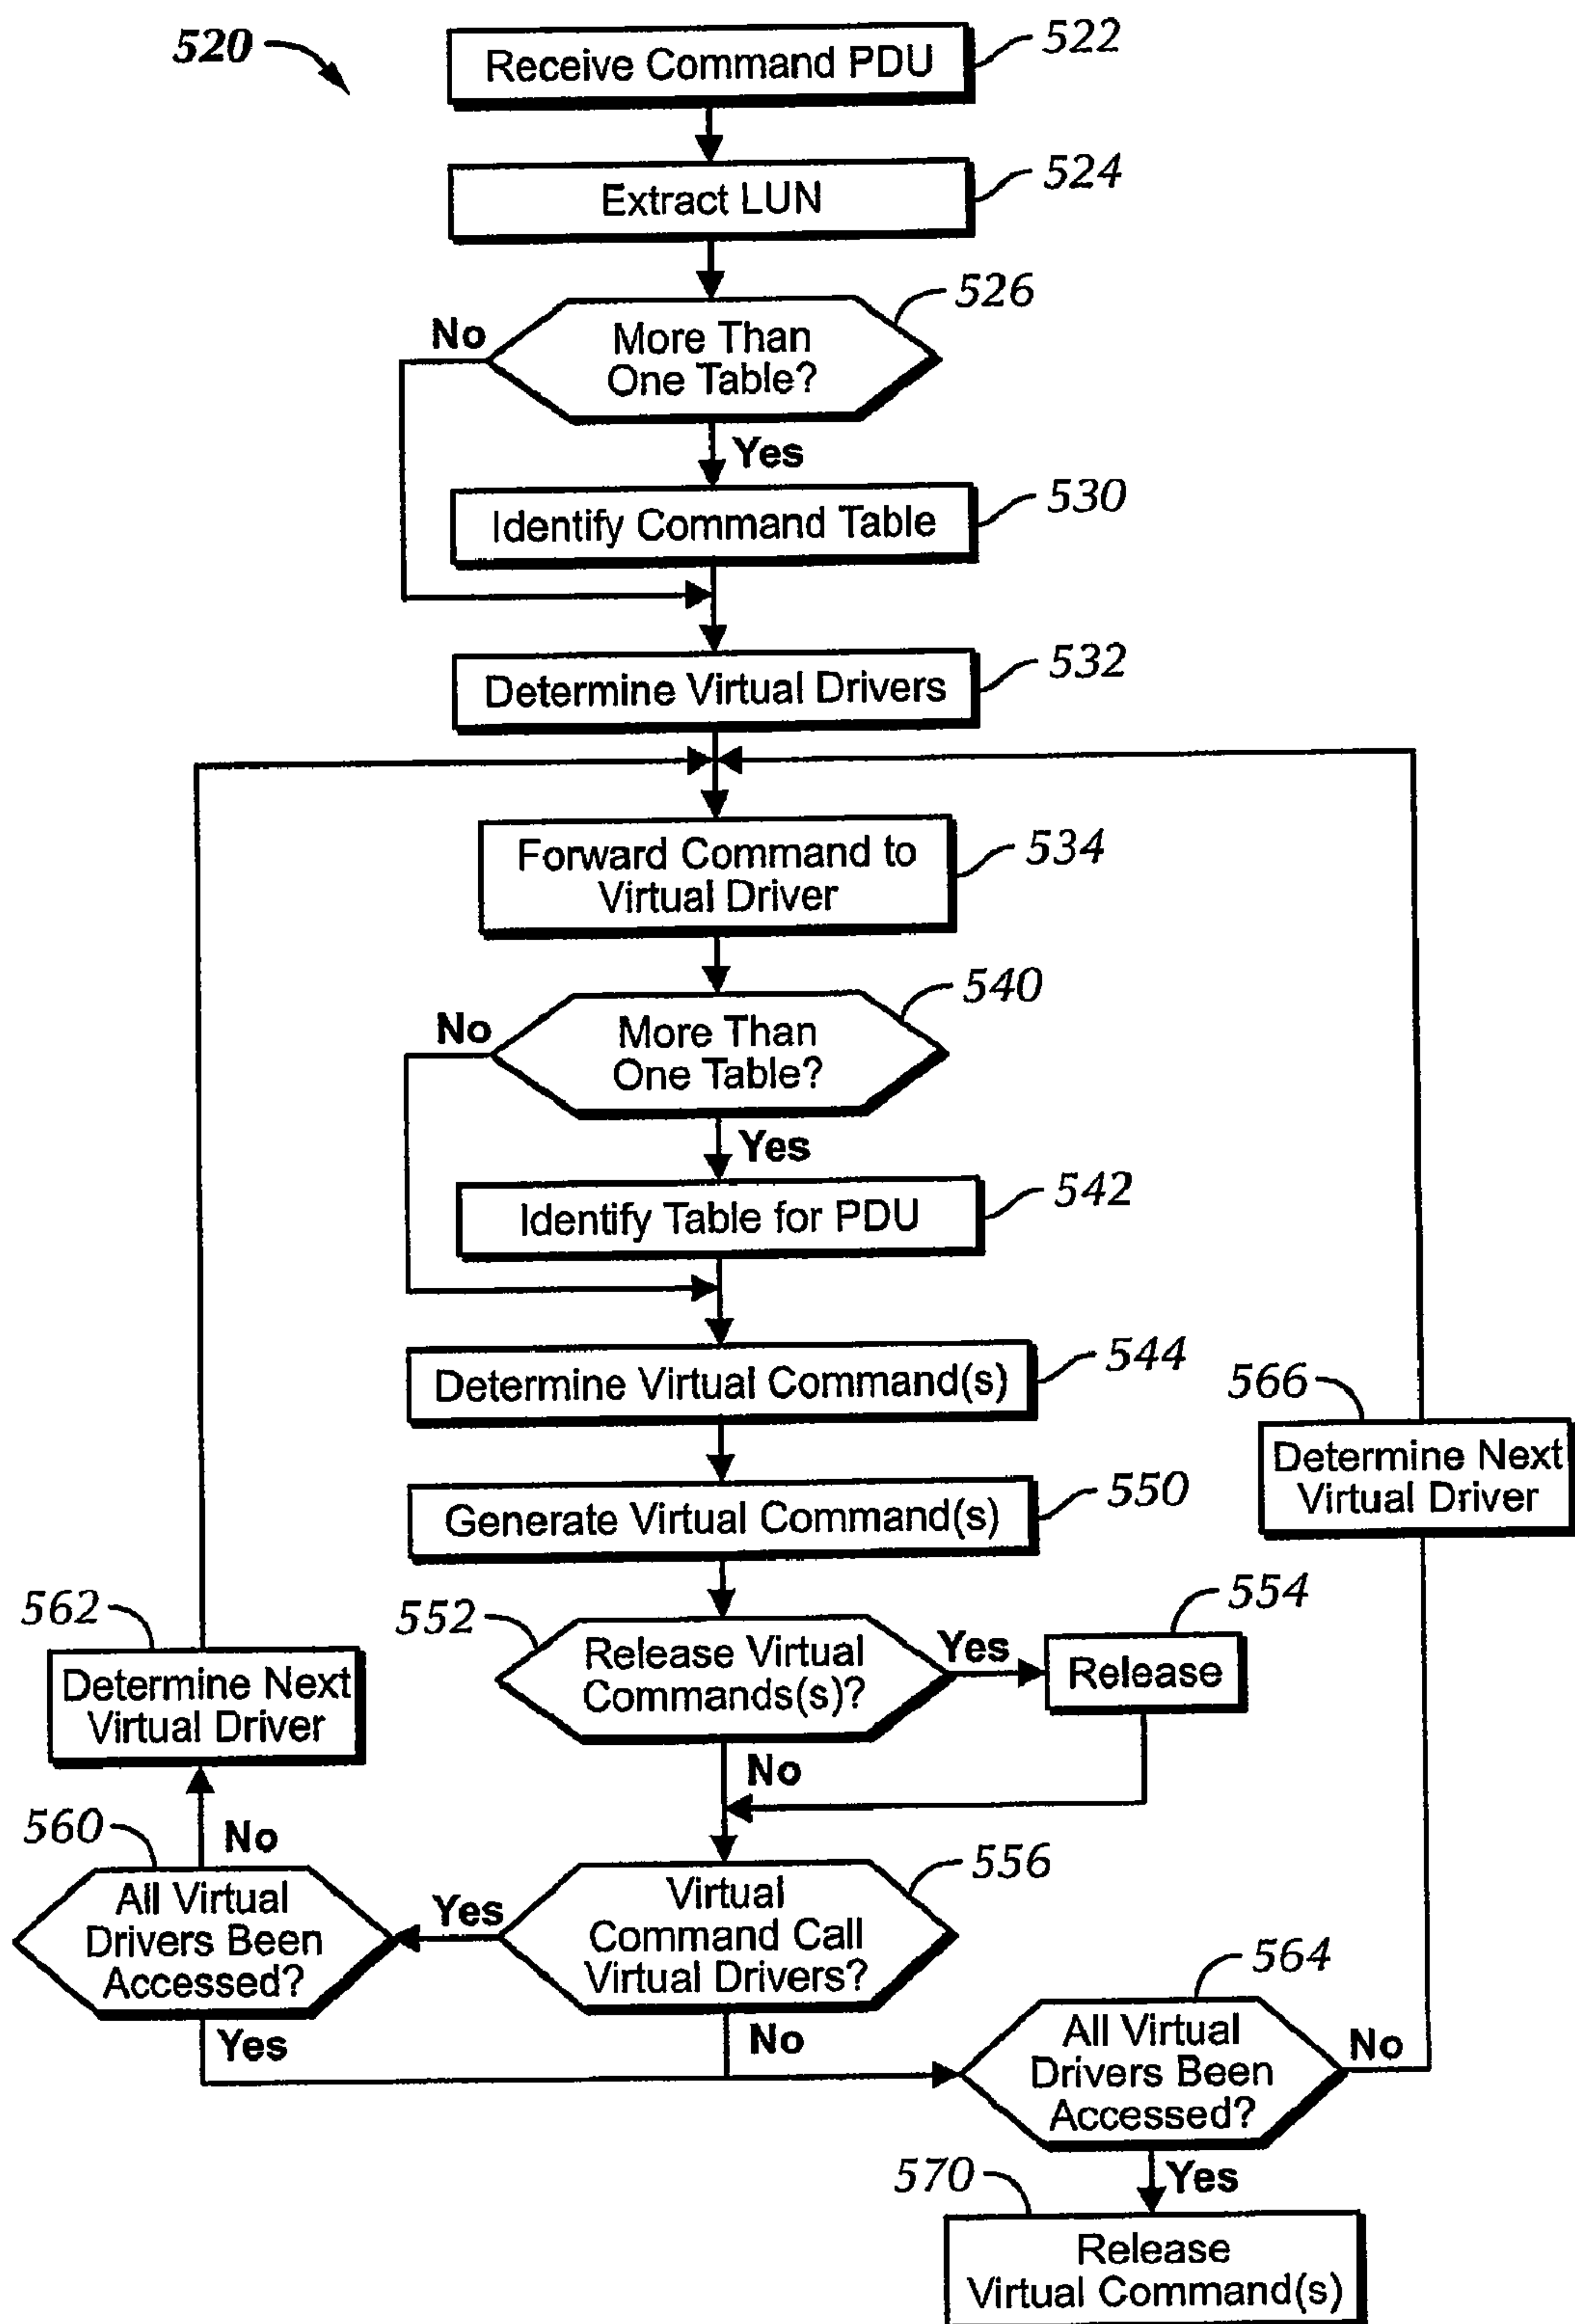 520
Receive Command PDU
522
Extract LUN
524
526
No
More Than
One Table?
Yes
Identify Command Table
530
Determine Virtual Drivers
532
Forward Command to
Virtual Driver
534
540
No
More Than
One Table?
Yes
Identify Table for PDU
542
Determine Virtual Command(s)
544
566
Determine Next
Virtual Driver
Generate Virtual Command(s)
550
562
Determine Next
Virtual Driver
552
Release Virtual
Commands(s)?
Yes
554
Release
No
560
No
All Virtual
Drivers Been
Accessed?
Yes
Yes
556
Virtual
Command Call
Virtual Drivers?
No
564
All Virtual
Drivers Been
Accessed?
No
Yes
570
Release
Virtual Command(s)